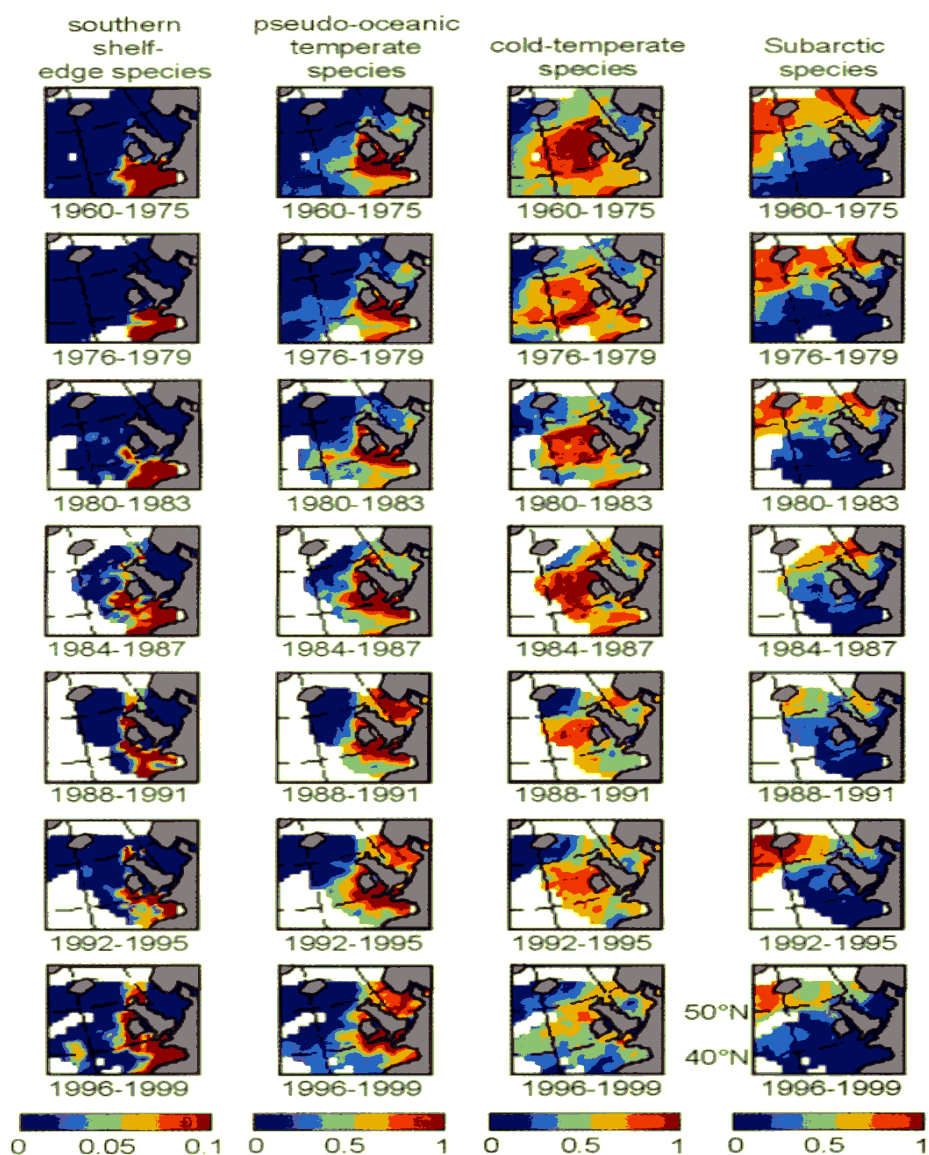 southern
shelf-
edge species
pseudo-oceanic
temperate
species
cold-temperate
species
Subarctic
species
1960-1975
1960-1975
1960-1975
1960-1975
1976-1979
1976-1979
1976-1979
1976-1979
1980-1983
1980-1983
1980-1983
1980-1983
1984-1987
1984-1987
1984-1987
1984-1987
1988-1991
1988-1991
1988-1991
1988-1991
1992-1995
1992-1995
1992-1995
1992-1995
50°N
40°N
1996-1999
1996-1999
1996-1999
1996-1999
0 0.05 0.1
0 0.5 1
0 0.5 1
0 0.5 1